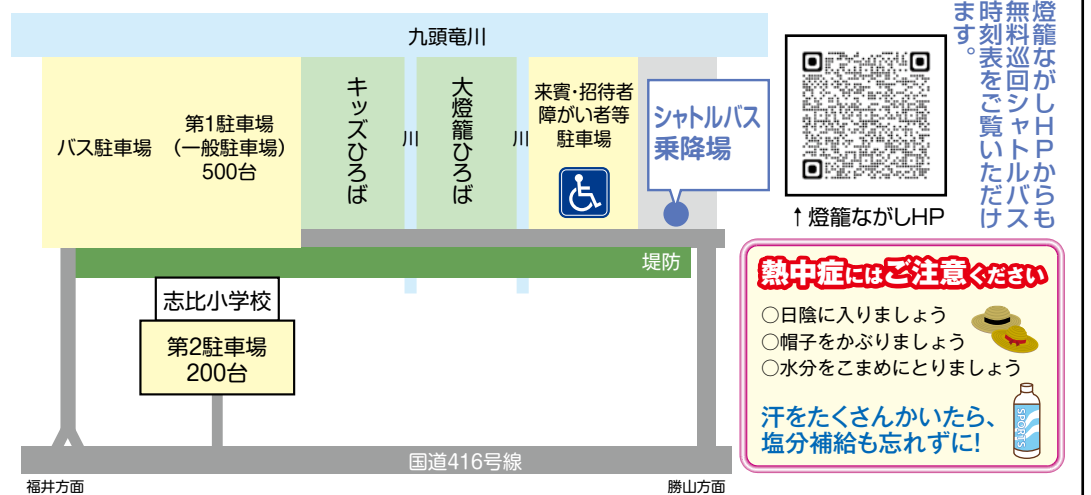 九頭竜川
バス駐車場
第1駐車場
（一般駐車場）
500台
キッズひろば
川
大燈籠ひろば
川
来賓・招待者
障がい者等
駐車場
シャトルバス
乗降場
堤防
志比小学校
第2駐車場
200台
国道416号線
福井方面
勝山方面
燈籠ながしHPからも
無料巡回シャトルバス
時刻表をご覧いただけ
ます。
↑燈籠ながしHP
熱中症にはご注意ください
○日陰に入りましょう
○帽子をかぶりましょう
○水分をこまめにとりましょう
汗をたくさんかいたら、
塩分補給も忘れずに!
SPORTS